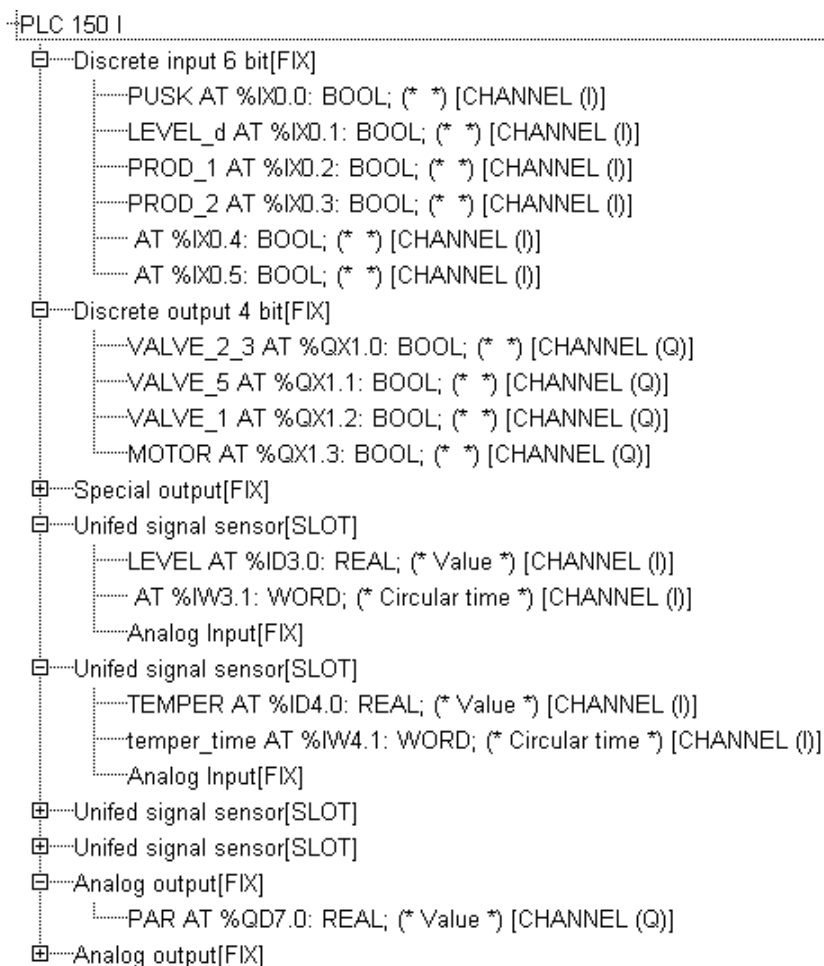 PLC 150 I
Discrete input 6 bit[FIX]
PUSK AT %IX0.0: BOOL; (* *) [CHANNEL (I)]
LEVEL_d AT %IX0.1: BOOL; (* *) [CHANNEL (I)]
PROD_1 AT %IX0.2: BOOL; (* *) [CHANNEL (I)]
PROD_2 AT %IX0.3: BOOL; (* *) [CHANNEL (I)]
AT %IX0.4: BOOL; (* *) [CHANNEL (I)]
AT %IX0.5: BOOL; (* *) [CHANNEL (I)]
Discrete output 4 bit[FIX]
VALVE_2_3 AT %QX1.0: BOOL; (* *) [CHANNEL (Q)]
VALVE_5 AT %QX1.1: BOOL; (* *) [CHANNEL (Q)]
VALVE_1 AT %QX1.2: BOOL; (* *) [CHANNEL (Q)]
MOTOR AT %QX1.3: BOOL; (* *) [CHANNEL (Q)]
Special output[FIX]
Unifed signal sensor[SLOT]
LEVEL AT %ID3.0: REAL; (* Value *) [CHANNEL (I)]
AT %IW3.1: WORD; (* Circular time *) [CHANNEL (I)]
Analog Input[FIX]
Unifed signal sensor[SLOT]
TEMPER AT %ID4.0: REAL; (* Value *) [CHANNEL (I)]
temper_time AT %IW4.1: WORD; (* Circular time *) [CHANNEL (I)]
Analog Input[FIX]
Unifed signal sensor[SLOT]
Unifed signal sensor[SLOT]
Analog output[FIX]
PAR AT %QD7.0: REAL; (* Value *) [CHANNEL (Q)]
Analog output[FIX]